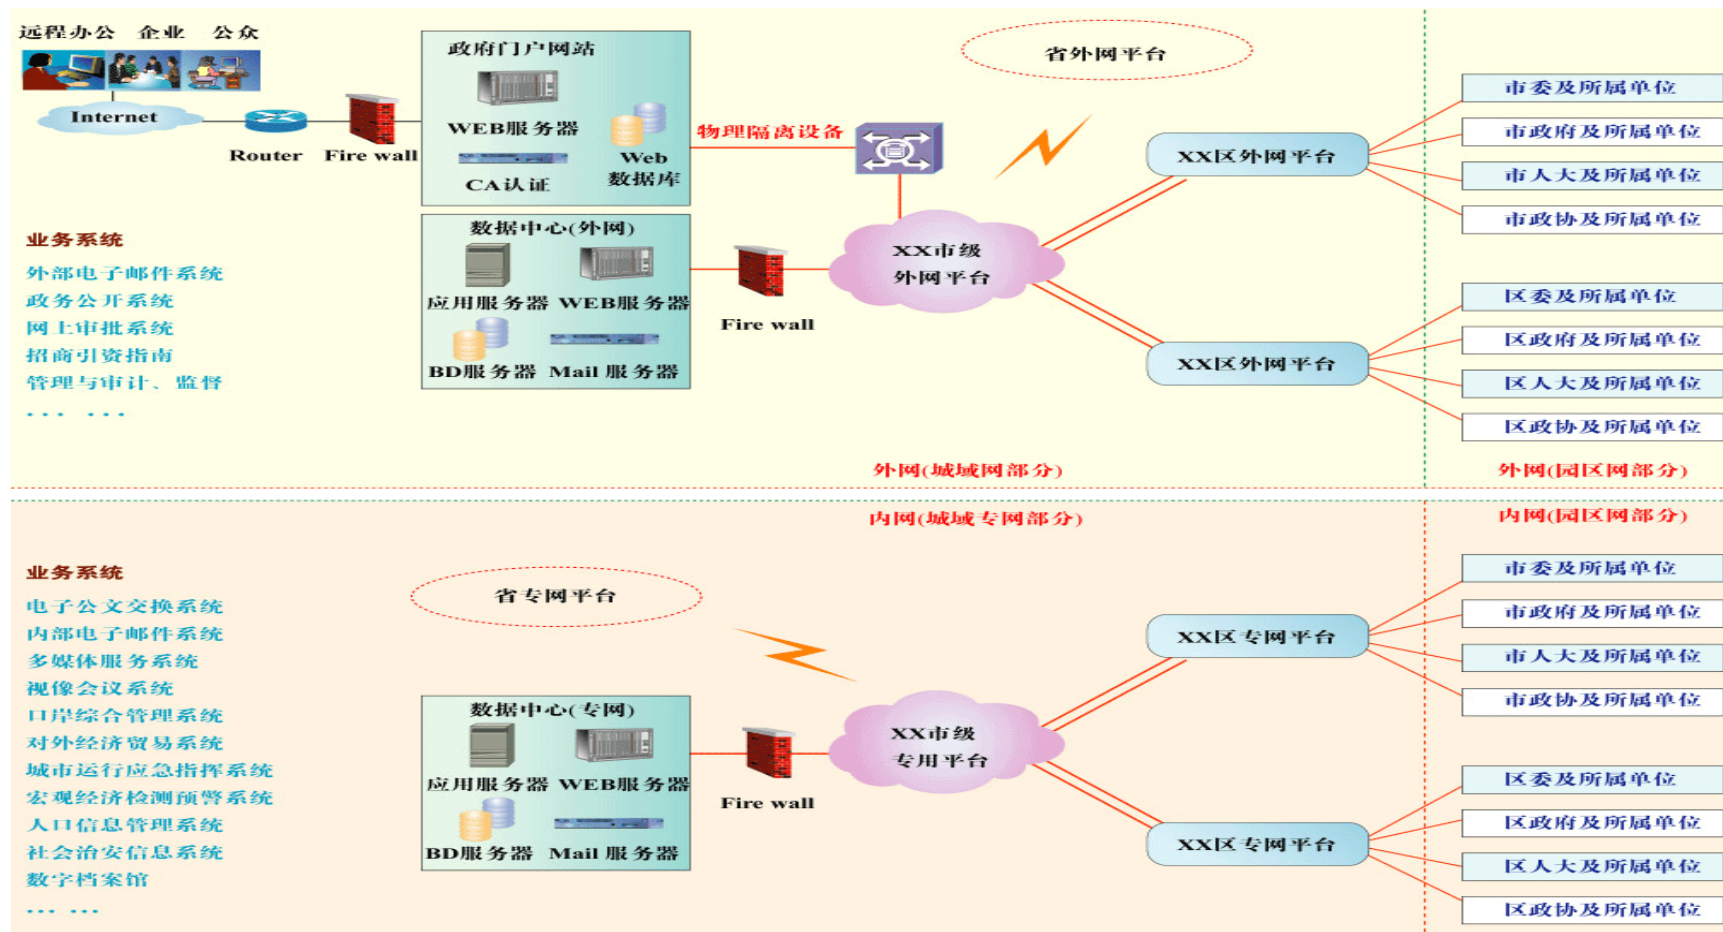 远程办公 企业 公众
Internet
Router
Fire wall
政府门户网站
WEB服务器
CA认证
Web
数据库
物理隔离设备
省外网平台
数据中心(外网)
应用服务器 WEB服务器
BD服务器 Mail 服务器
Fire wall
XX市级
外网平台
XX区外网平台
XX区外网平台
市委及所属单位
市政府及所属单位
市人大及所属单位
市政协及所属单位
区委及所属单位
区政府及所属单位
区人大及所属单位
区政协及所属单位
业务系统
外部电子邮件系统
政务公开系统
网上审批系统
招商引资指南
管理与审计、监督
... ...
外网(城域网部分)
外网(园区网部分)
内网(城域专网部分)
内网(园区网部分)
业务系统
电子公文交换系统
内部电子邮件系统
多媒体服务系统
视像会议系统
口岸综合管理系统
对外经济贸易系统
城市运行应急指挥系统
宏观经济检测预警系统
人口信息管理系统
社会治安信息系统
数字档案馆
... ...
省专网平台
数据中心(专网)
应用服务器 WEB服务器
BD服务器 Mail 服务器
Fire wall
XX市级
专用平台
XX区专网平台
XX区专网平台
市委及所属单位
市政府及所属单位
市人大及所属单位
市政协及所属单位
区委及所属单位
区政府及所属单位
区人大及所属单位
区政协及所属单位